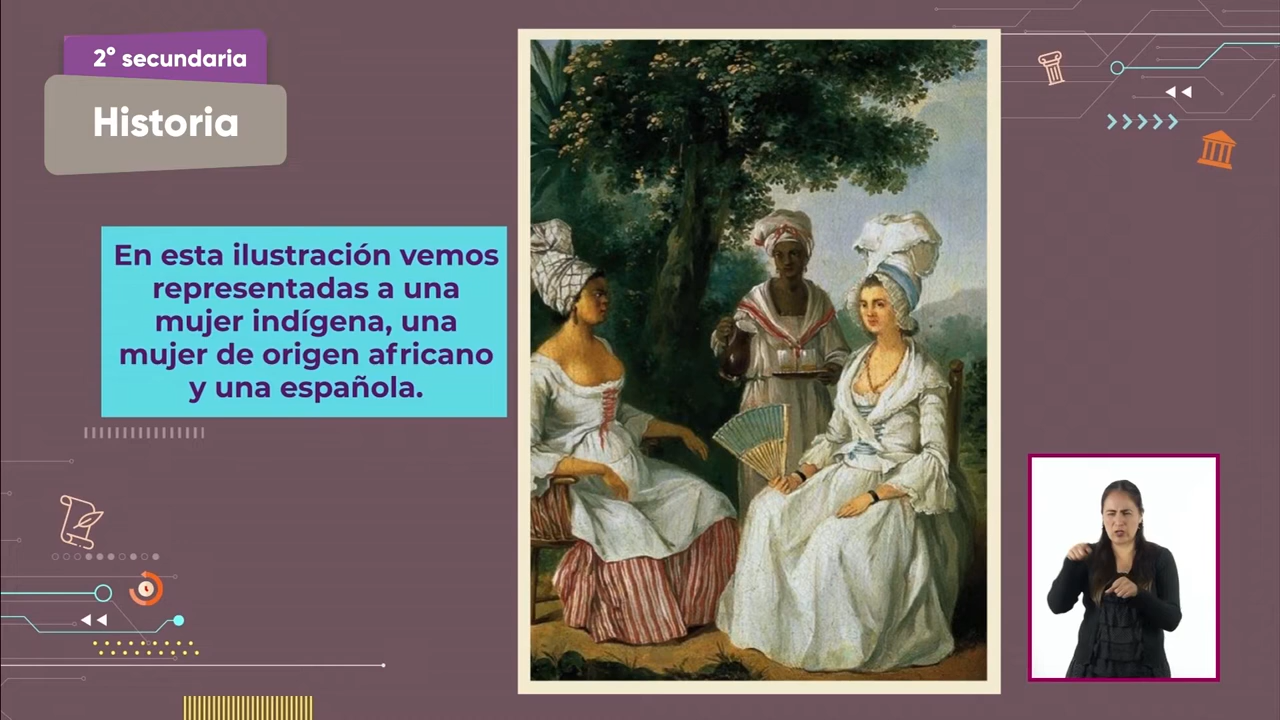 2° secundaria
Historia
En esta ilustración vemos
representadas a una
mujer indígena, una
mujer de origen africano
y una española.